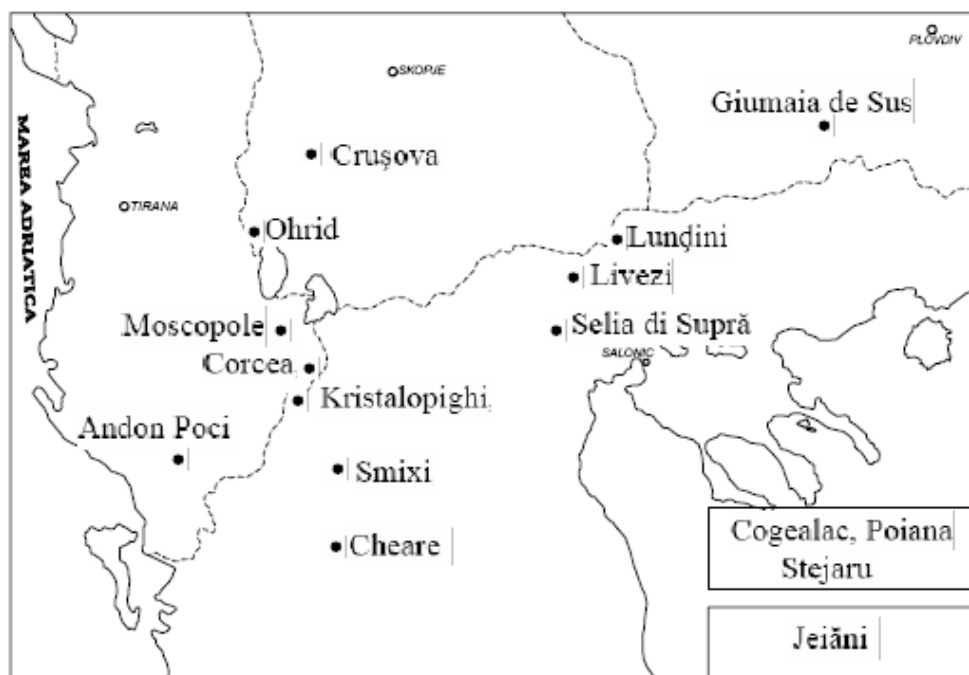 PLOVDIV
SKOPJE
Giumaia de Sus
Crușova
MAREA ADRIATICA
TIRANA
Ohrid
Lunḑini
Livezi
Moscopole
Selia di Supră
Corcea
SALONIC
Kristalopighi,
Andon Poci
Smixi
Cogealac, Poiana
Stejaru
Cheare
Jeiăni